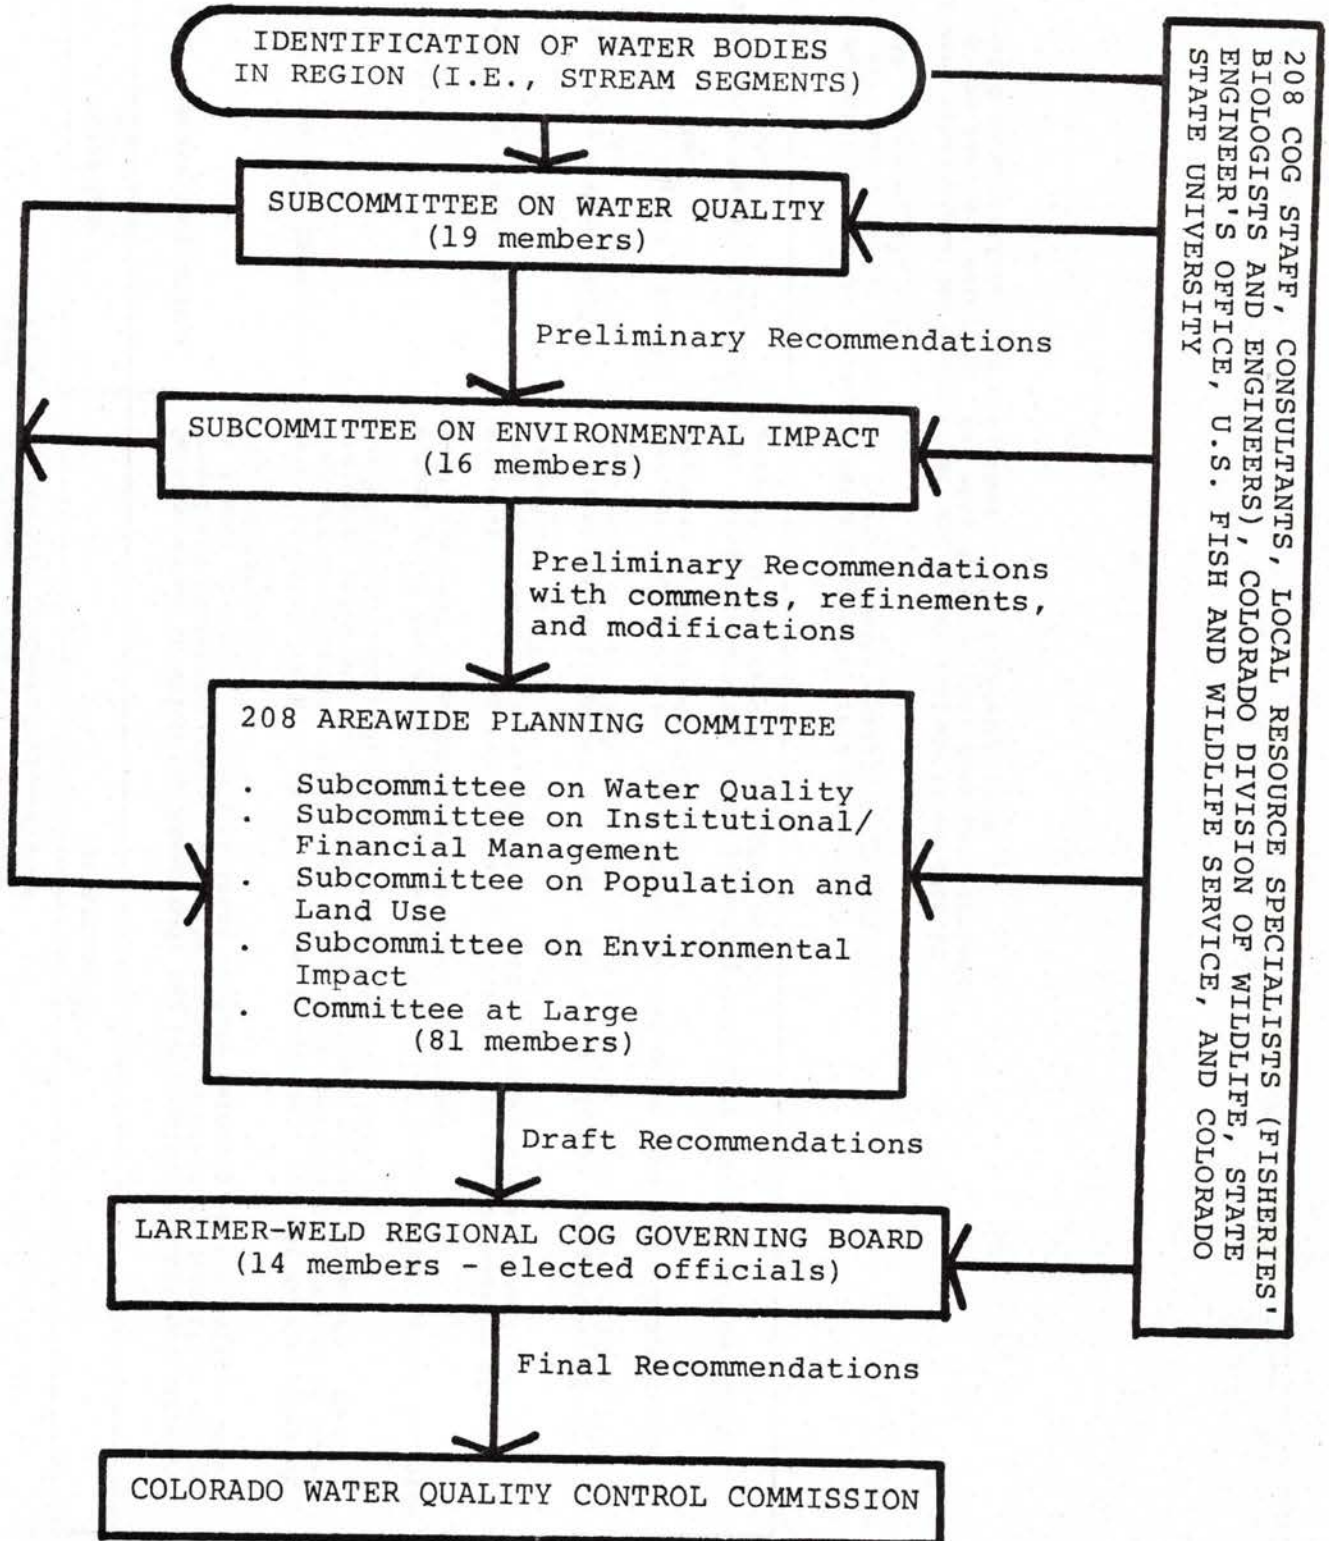 IDENTIFICATION OF WATER BODIES
IN REGION (I.E., STREAM SEGMENTS)
SUBCOMMITTEE ON WATER QUALITY
(19 members)
Preliminary Recommendations
SUBCOMMITTEE ON ENVIRONMENTAL IMPACT
(16 members)
Preliminary Recommendations
with comments, refinements,
and modifications
208 AREAWIDE PLANNING COMMITTEE
. Subcommittee on Water Quality
. Subcommittee on Institutional/
Financial Management
. Subcommittee on Population and
Land Use
. Subcommittee on Environmental
Impact
. Committee at Large
(81 members)
Draft Recommendations
LARIMER-WELD REGIONAL COG GOVERNING BOARD
(14 members - elected officials)
Final Recommendations
COLORADO WATER QUALITY CONTROL COMMISSION
208 COG STAFF, CONSULTANTS, LOCAL RESOURCE SPECIALISTS (FISHERIES'
BIOLOGISTS AND ENGINEERS), COLORADO DIVISION OF WILDLIFE, STATE
ENGINEER'S OFFICE, U.S. FISH AND WILDLIFE SERVICE, AND COLORADO
STATE UNIVERSITY